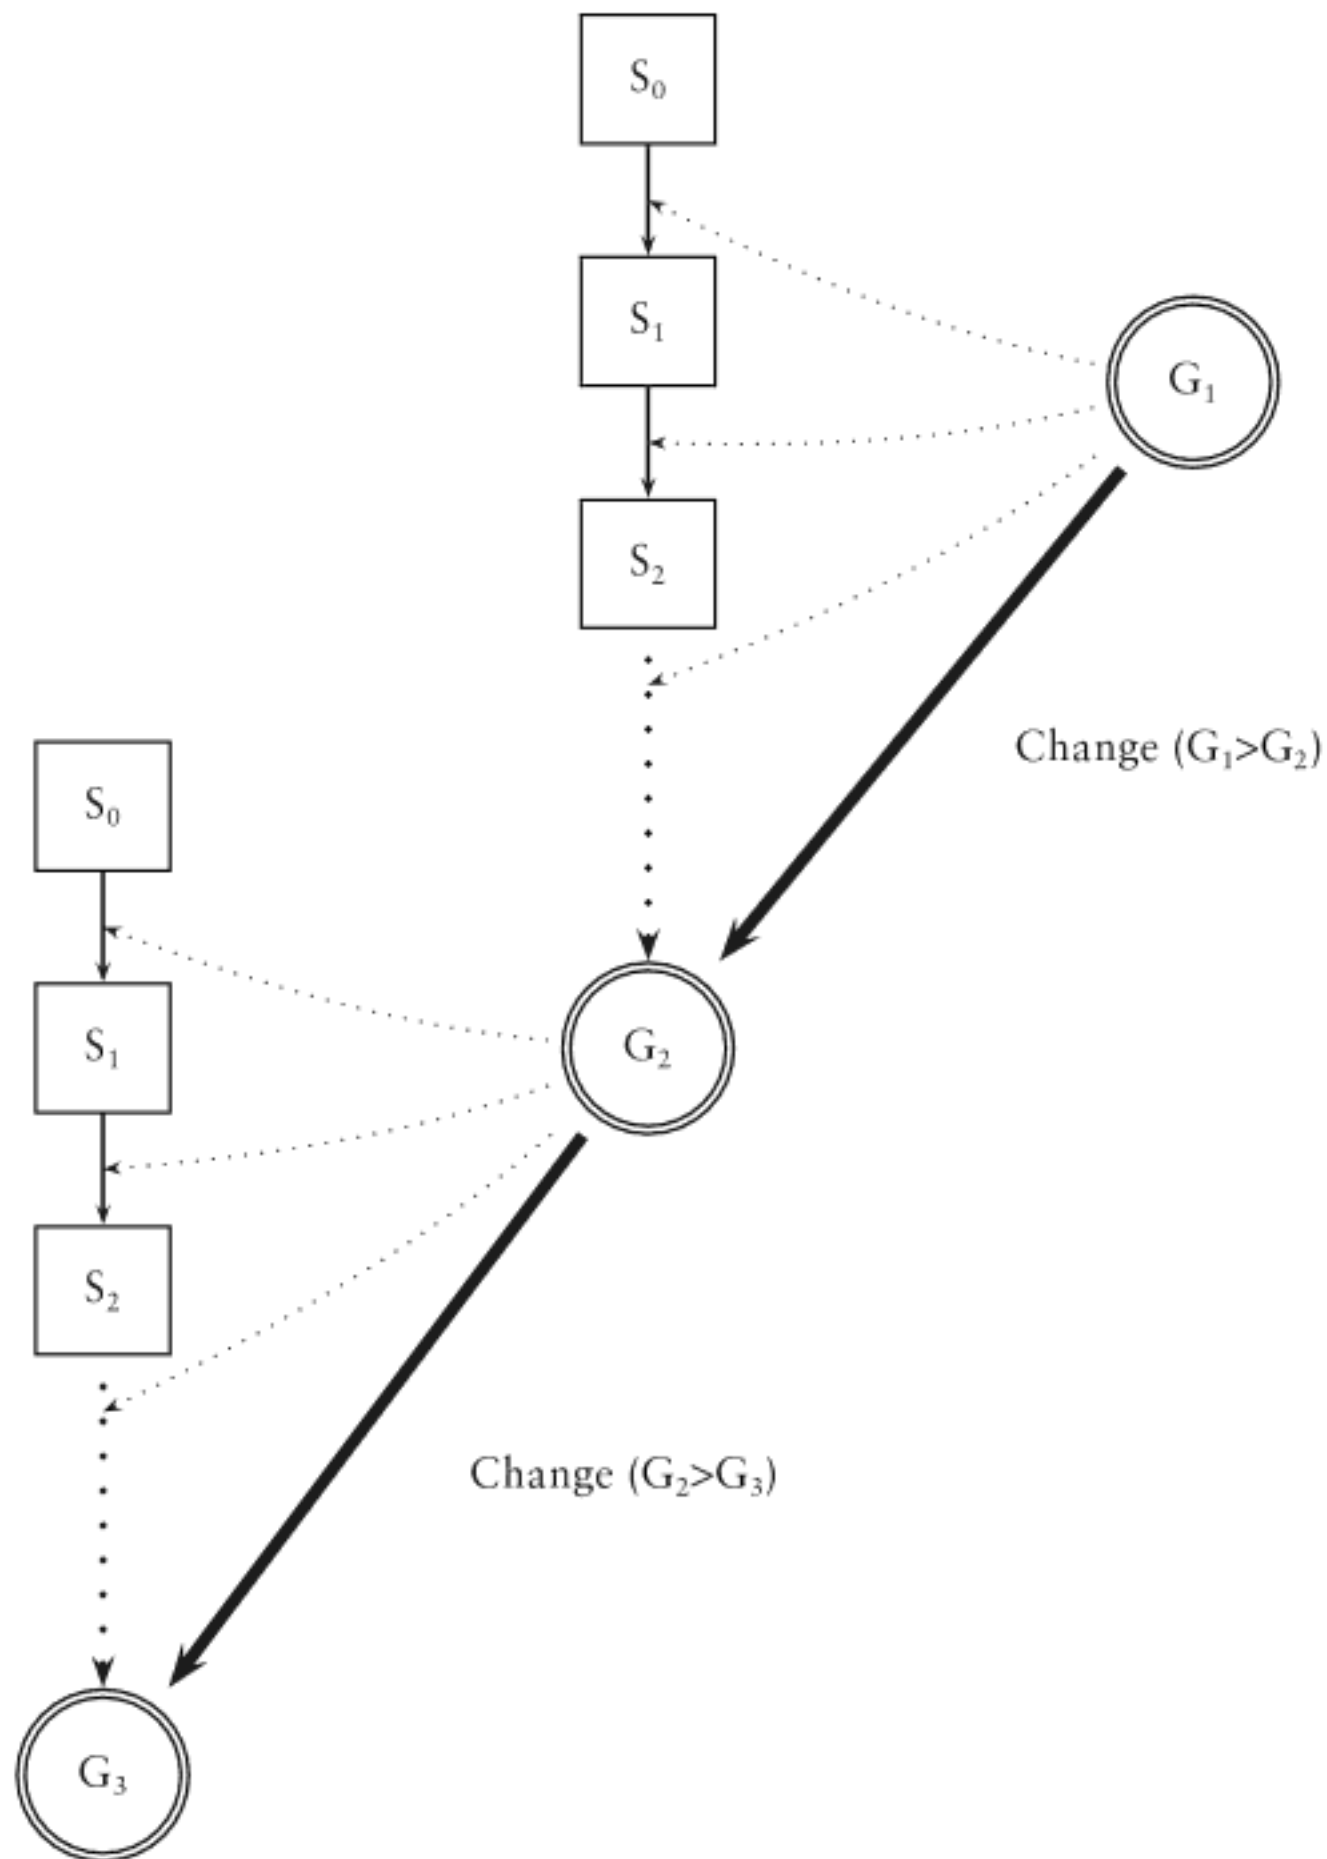 S₀
S₁
G₁
S₂
Change (G₁>G₂)
S₀
S₁
G₂
S₂
Change (G₂>G₃)
G₃